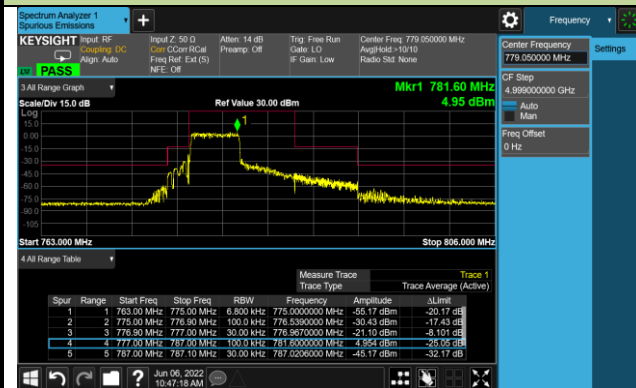 Spectrum Analyzer 1
Spurious Emissions
Frequency
KEYSIGHT
Input: RF
Coupling: DC
Align: Auto
Input Z: 50 Ω
Corr CCorr RCal
Freq Ref: Ext (S)
NFE: Off
Atten: 14 dB
Preamp: Off
Trig: Free Run
Gate: LO
IF Gain: Low
Center Freq: 779.050000 MHz
Avg|Hold:>10/10
Radio Std: None
PASS
Center Frequency
779.050000 MHz
Settings
CF Step
4.999000000 GHz
Auto
Man
Freq Offset
0 Hz
3 All Range Graph
Mkr1 781.60 MHz
Scale/Div 15.0 dB
Ref Value 30.00 dBm
4.95 dBm
Log
15.0
0.00
-15.0
-30.0
-45.0
-60.0
-75.0
-90.0
-105
1
Start 763.000 MHz
Stop 806.000 MHz
4 All Range Table
Measure Trace Trace 1
Trace Type Trace Average (Active)
Spur Range Start Freq Stop Freq RBW Frequency Amplitude ΔLimit
1 1 763.00 MHz 775.00 MHz 6.800 kHz 775.0000000 MHz -55.17 dBm -20.17 dB
2 2 775.00 MHz 776.90 MHz 100.0 kHz 776.5390000 MHz -30.43 dBm -17.43 dB
3 3 776.90 MHz 777.00 MHz 30.00 kHz 776.9670000 MHz -21.10 dBm -8.101 dB
4 4 777.00 MHz 787.00 MHz 100.0 kHz 781.6000000 MHz 4.954 dBm -25.05 dB
5 5 787.00 MHz 787.10 MHz 30.00 kHz 787.0206000 MHz -45.17 dBm -32.17 dB
Jun 06, 2022
10:47:18 AM